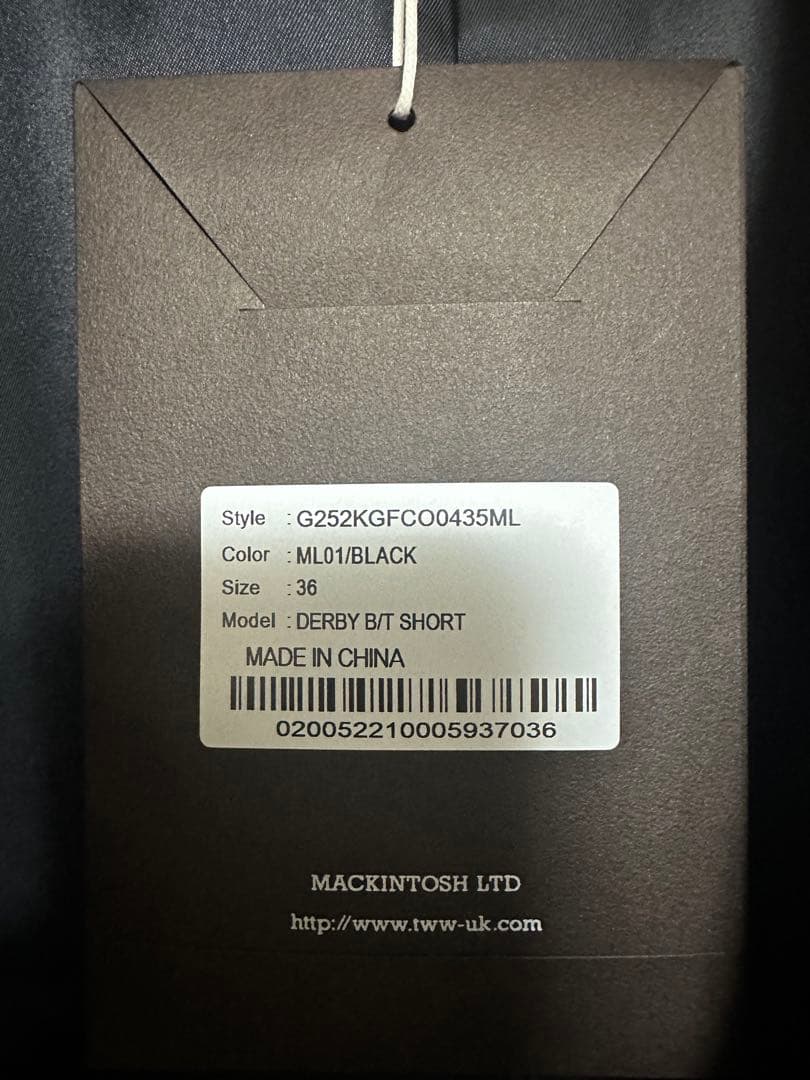 Style : G252KGFCO0435ML
Color : ML01/BLACK
Size : 36
Model : DERBY B/T SHORT
MADE IN CHINA
020052210005937036
MACKINTOSH LTD
http://www.tww-uk.com